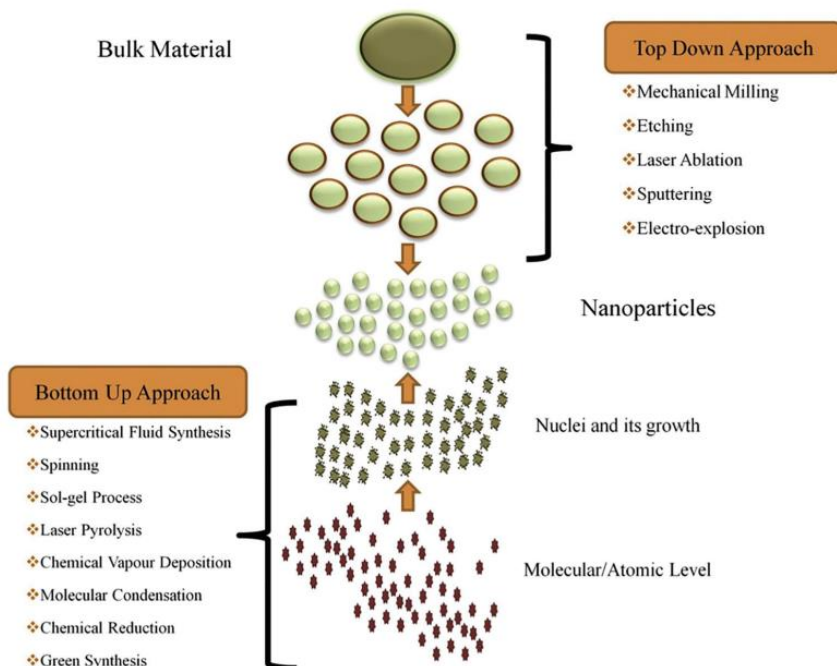 Bulk Material
Top Down Approach
❖Mechanical Milling
❖Etching
❖Laser Ablation
❖Sputtering
❖Electro-explosion
Nanoparticles
Bottom Up Approach
❖Supercritical Fluid Synthesis
❖Spinning
❖Sol-gel Process
❖Laser Pyrolysis
❖Chemical Vapour Deposition
❖Molecular Condensation
❖Chemical Reduction
❖Green Synthesis
Nuclei and its growth
Molecular/Atomic Level